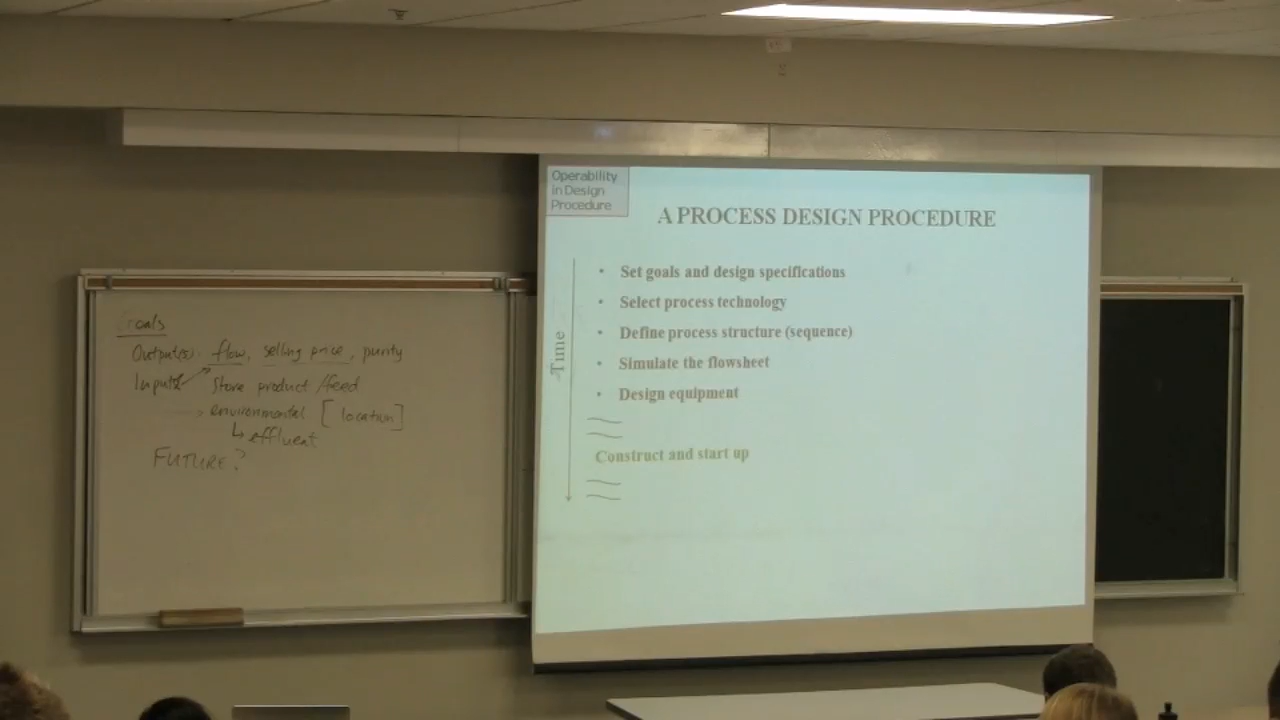 Goals
Output(s): flow, selling price, purity
Inputs
Store product /feed
environmental [location]
effluent
FUTURE?
Operability
in Design
Procedure
A PROCESS DESIGN PROCEDURE
Time
• Set goals and design specifications
• Select process technology
• Define process structure (sequence)
• Simulate the flowsheet
• Design equipment
Construct and start up